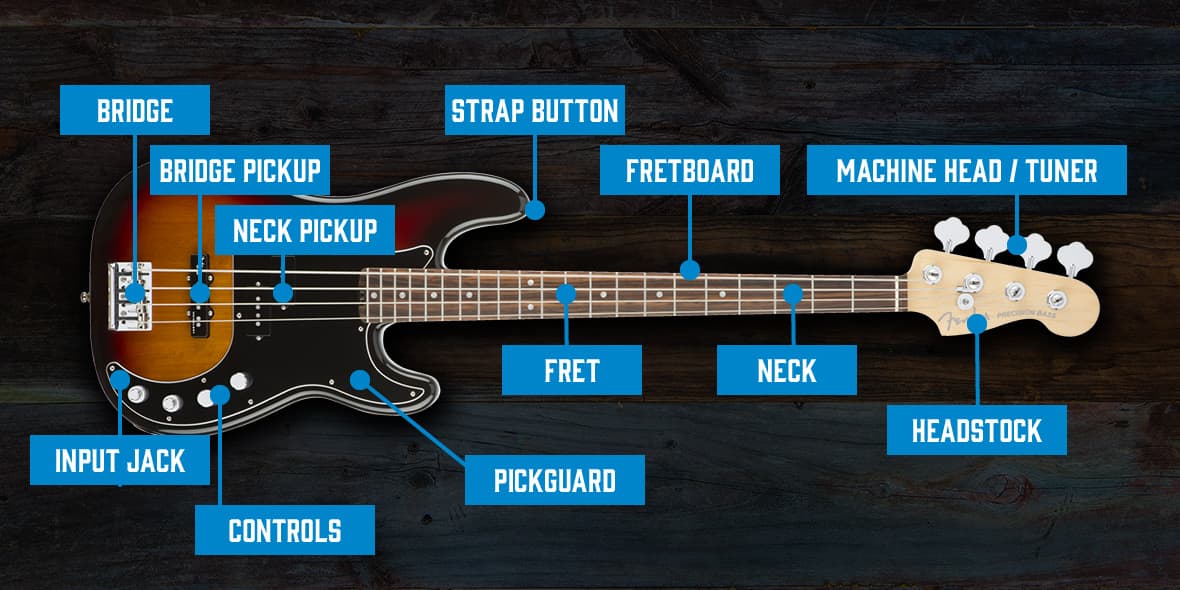 BRIDGE
STRAP BUTTON
BRIDGE PICKUP
FRETBOARD
MACHINE HEAD / TUNER
NECK PICKUP
Fender
PRECISION BASS
FRET
NECK
HEADSTOCK
INPUT JACK
PICKGUARD
CONTROLS